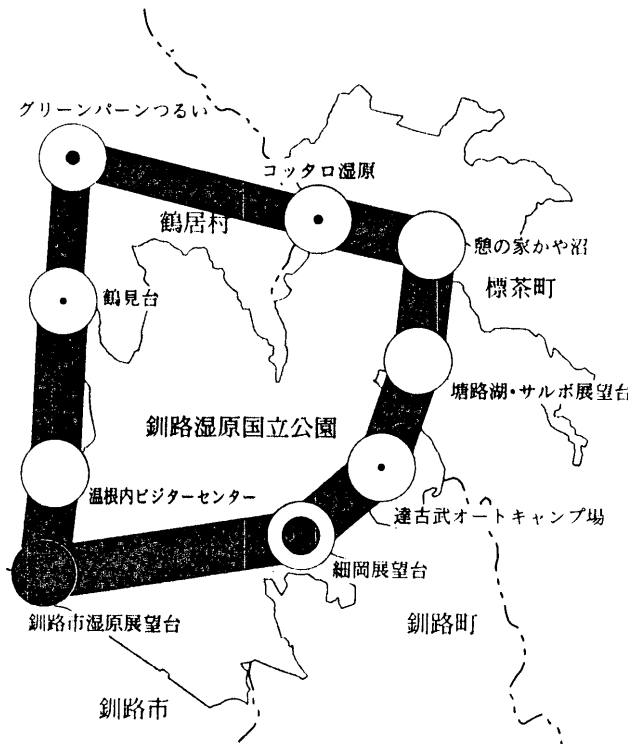 グリーンパーンつるい
コッタロ湿原
鶴居村
憩の家かや沼
標茶町
鶴見台
塘路湖・サルボ展望台
釧路湿原国立公園
温根内ビジターセンター
達古武オートキャンプ場
細岡展望台
釧路市湿原展望台
釧路町
釧路市